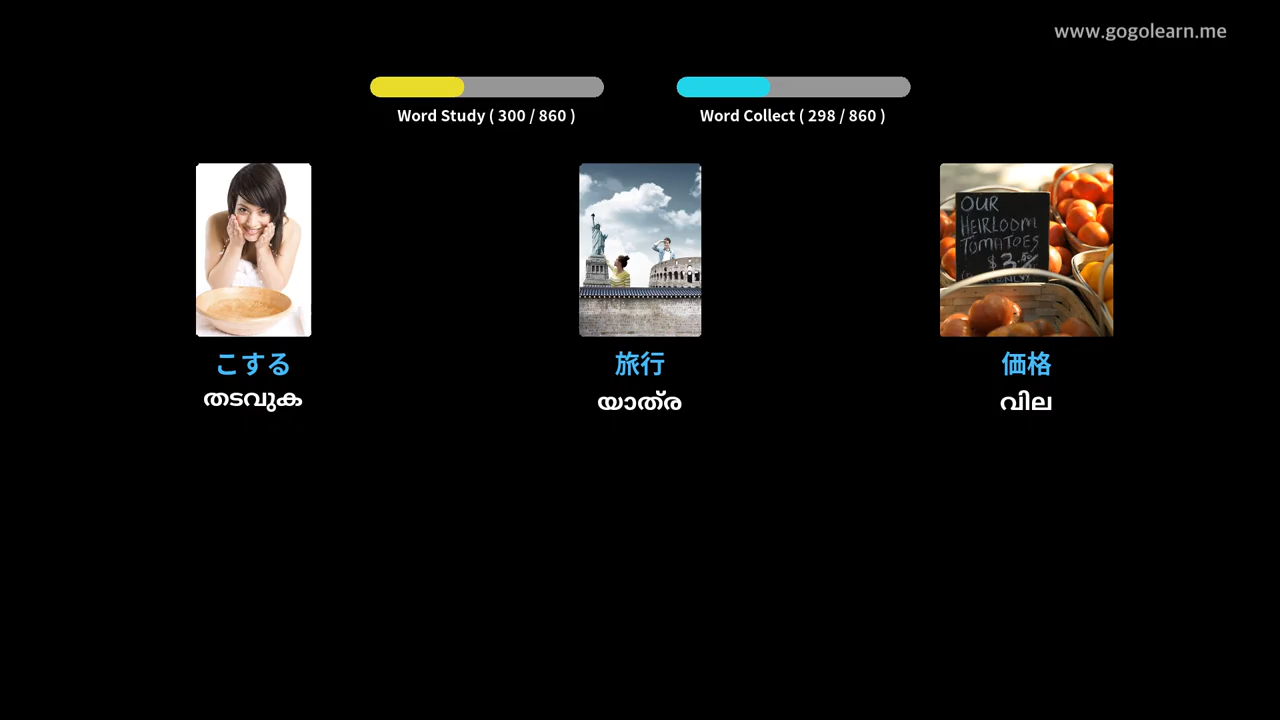 www.gogolearn.me
Word Study ( 300 / 860 )
Word Collect ( 298 / 860 )
OUR
HEIRLOOM
TOMATOES
こする
旅行
価格
തടവുക
യാത്ര
വില